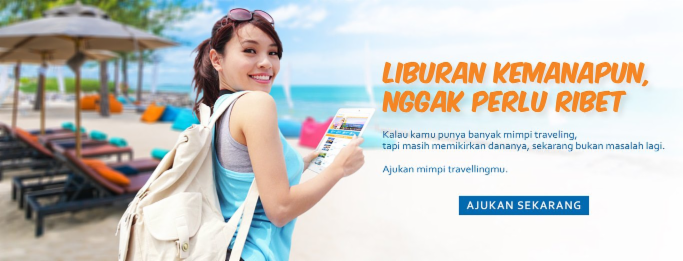 LIBURAN KEMANAPUN,
NGGAK PERLU RIBET
Kalau kamu punya banyak mimpi traveling,
tapi masih memikirkan dananya, sekarang bukan masalah lagi.
Ajukan mimpi travellingmu.
AJUKAN SEKARANG